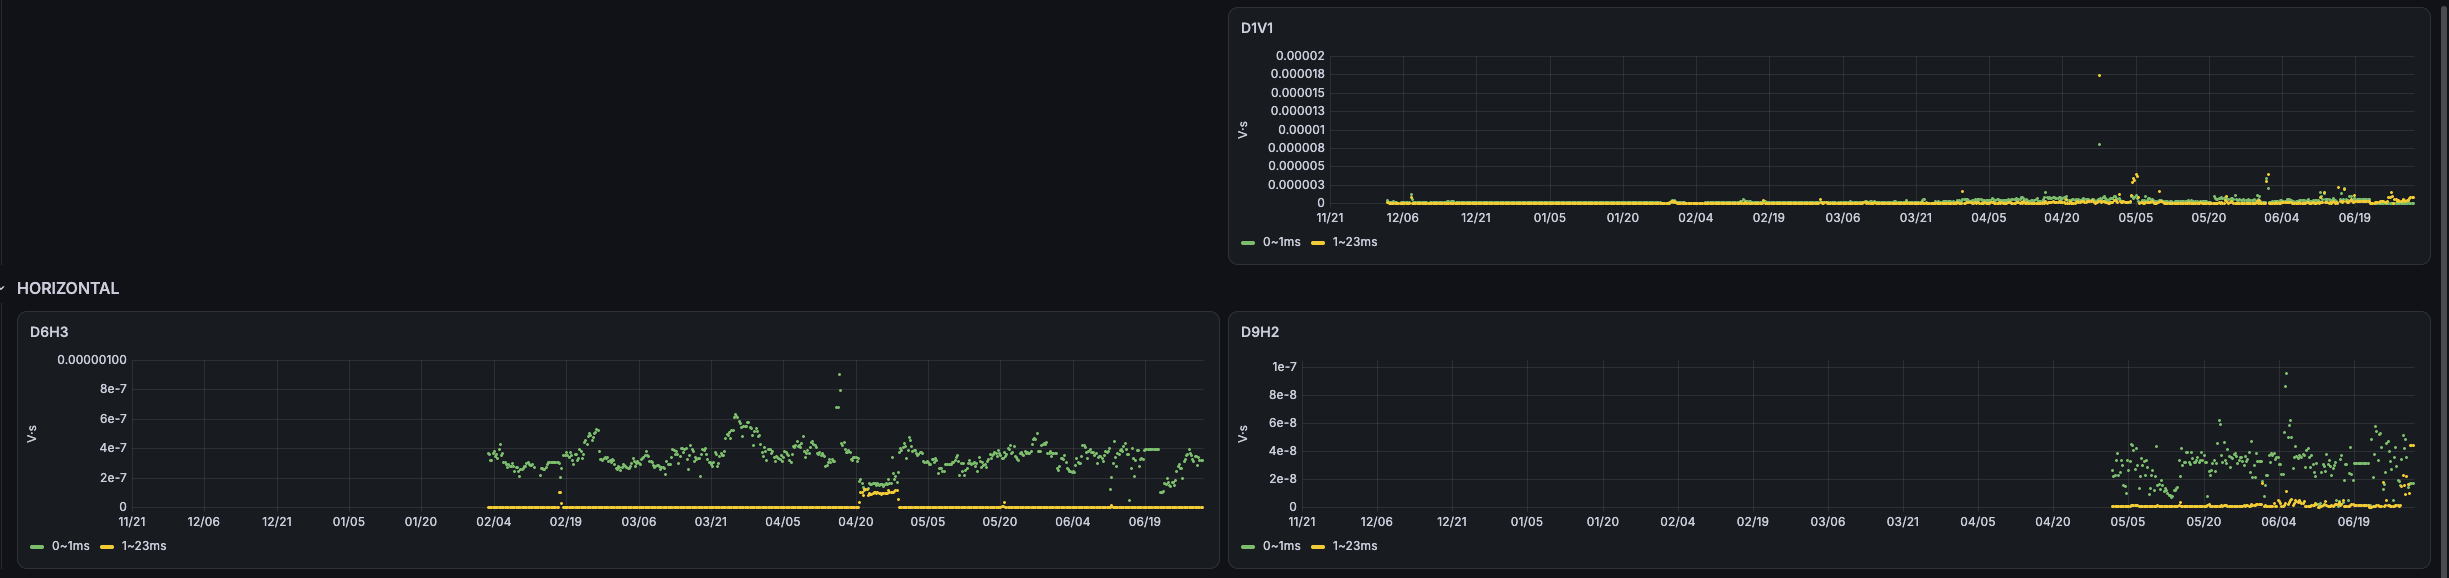 D1V1
0.00002
0.000018
0.000015
0.000013
0.00001
0.000008
0.000005
0.000003
0
V·s
11/21 12/06 12/21 01/05 01/20 02/04 02/19 03/06 03/21 04/05 04/20 05/05 05/20 06/04 06/19
0~1ms 1~23ms
HORIZONTAL
D6H3
0.00000100
8e-7
6e-7
4e-7
2e-7
0
V·s
11/21 12/06 12/21 01/05 01/20 02/04 02/19 03/06 03/21 04/05 04/20 05/05 05/20 06/04 06/19
0~1ms 1~23ms
D9H2
1e-7
8e-8
6e-8
4e-8
2e-8
0
V·s
11/21 12/06 12/21 01/05 01/20 02/04 02/19 03/06 03/21 04/05 04/20 05/05 05/20 06/04 06/19
0~1ms 1~23ms